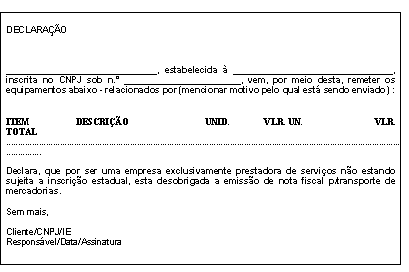 DECLARAÇÃO
______________________________, estabelecida à ________________________________,
inscrita no CNPJ sob n.º ________________________, vem, por meio desta, remeter os
equipamentos abaixo - relacionados por (mencionar motivo pelo qual está sendo enviado) :
ITEM DESCRIÇÃO UNID. VLR. UN. VLR.
TOTAL
........................................................................................................................................
...............
Declara, que por ser uma empresa exclusivamente prestadora de serviços não estando
sujeita a inscrição estadual, esta desobrigada a emissão de nota fiscal p/transporte de
mercadorias.
Sem mais,
Cliente/CNPJ/IE
Responsável/Data/Assinatura